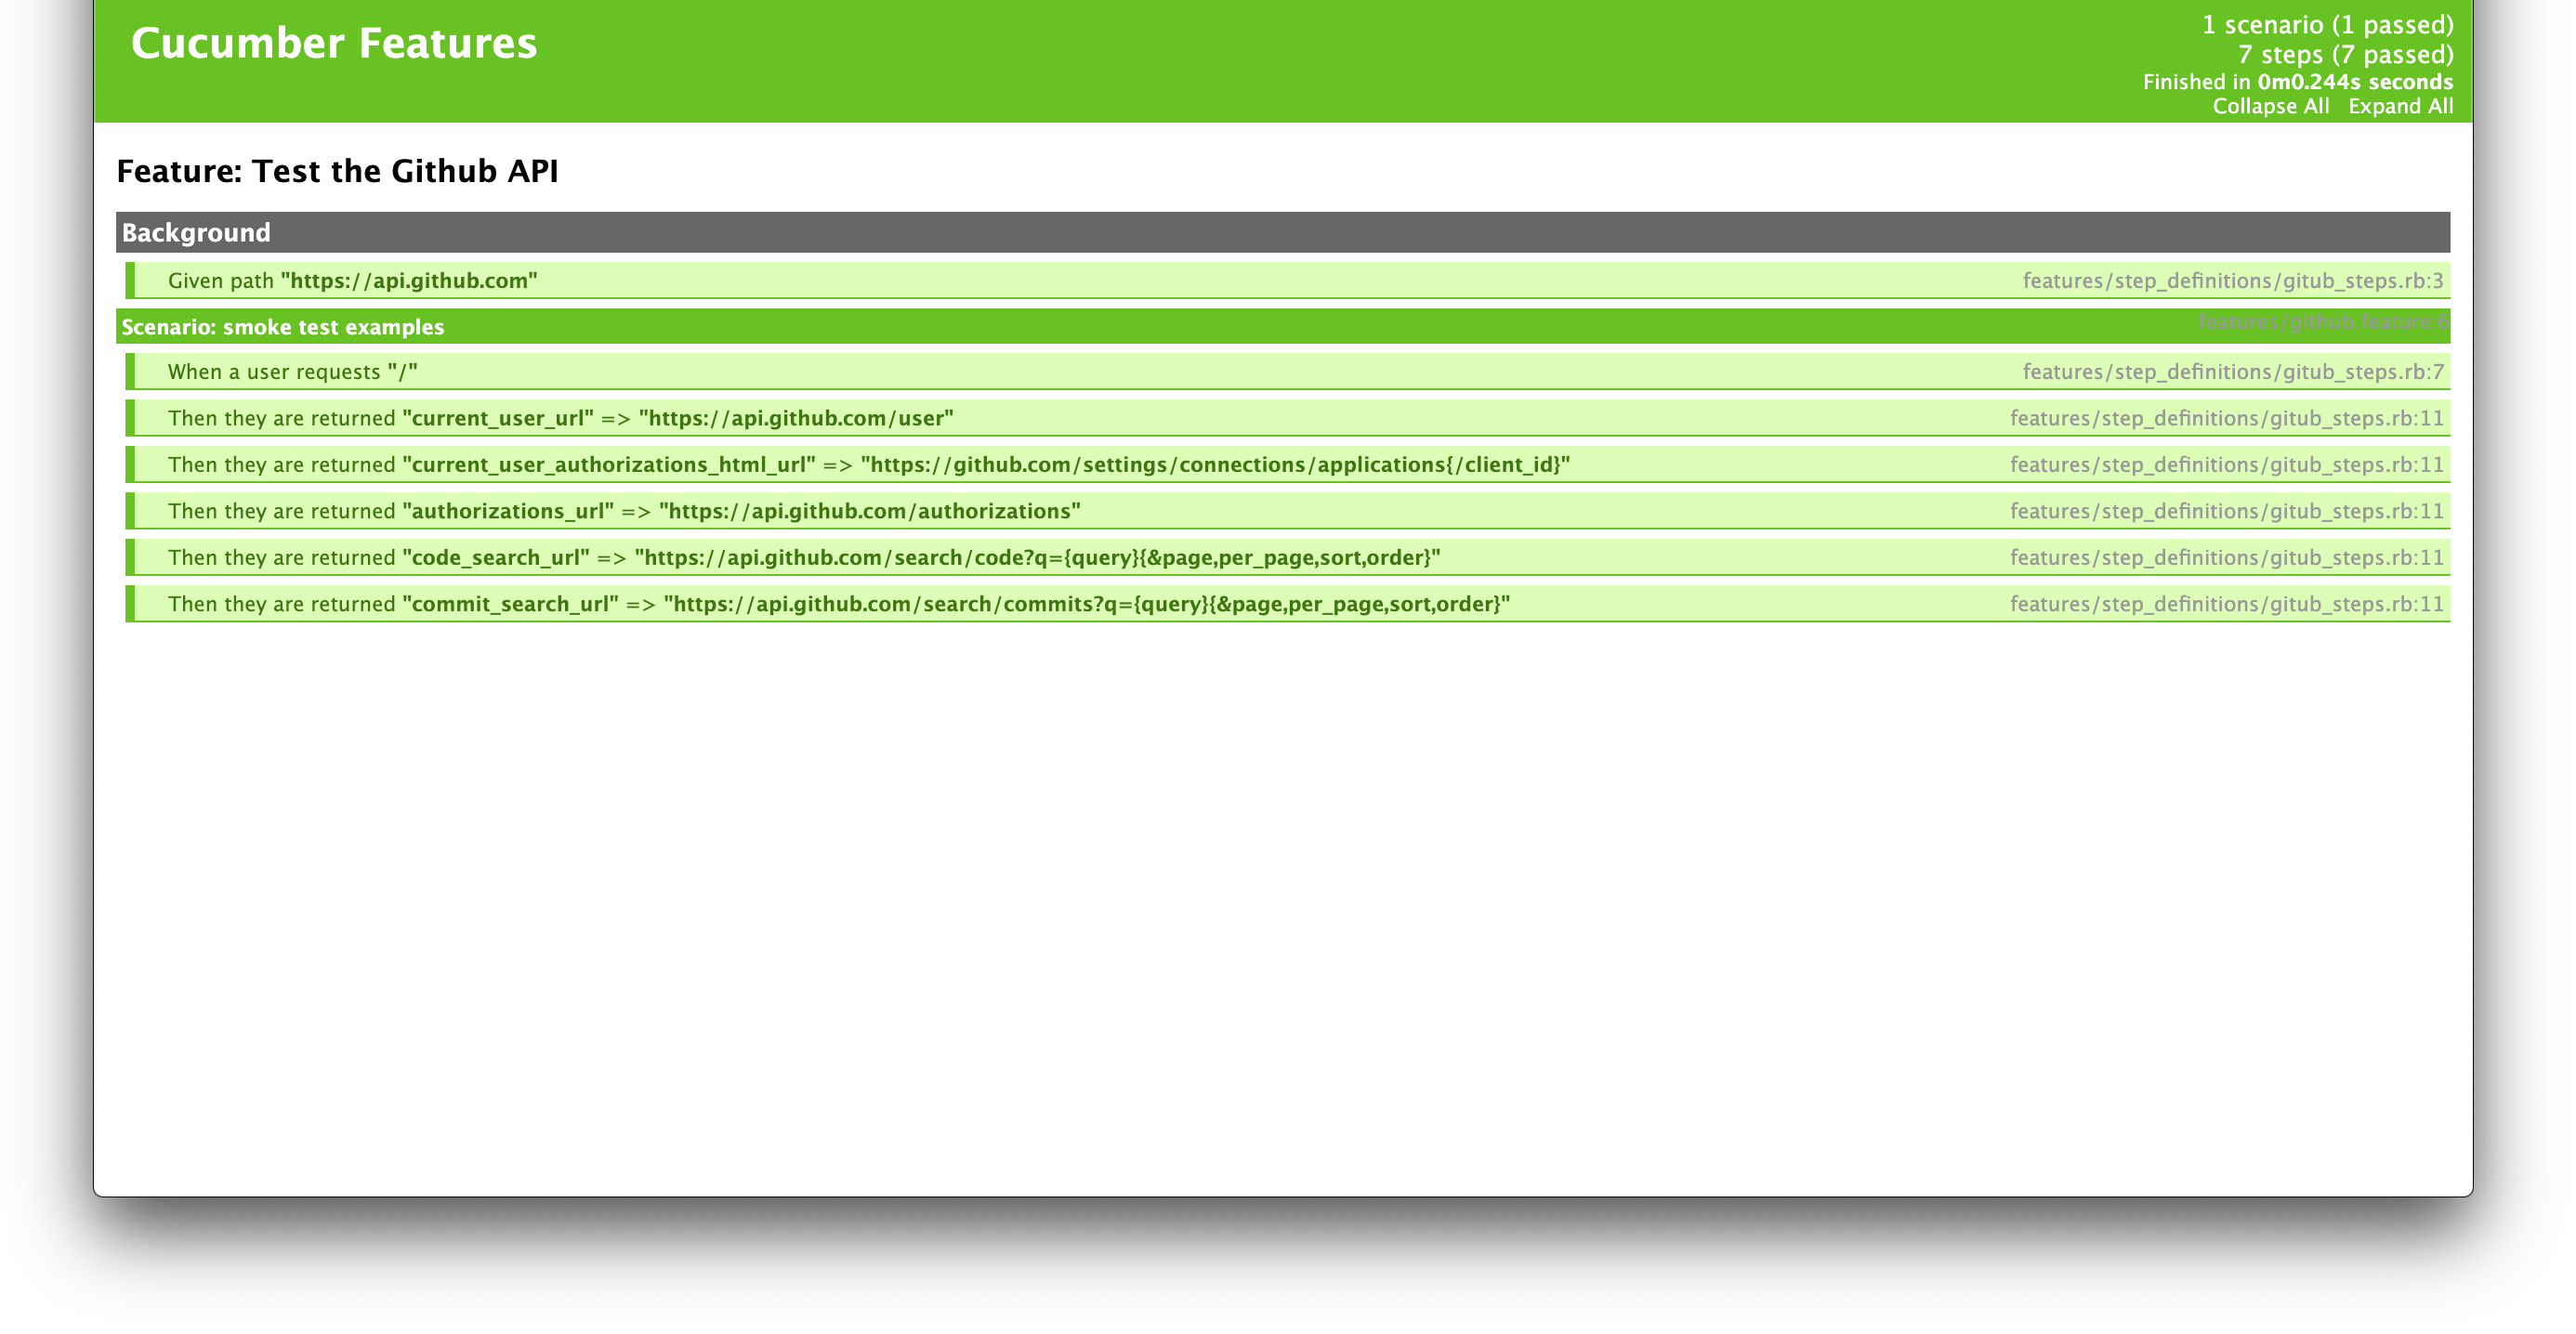 Cucumber Features
1 scenario (1 passed)
7 steps (7 passed)
Finished in 0m0.244s seconds
Collapse All Expand All
Feature: Test the Github API
Background
Given path "https://api.github.com" features/step_definitions/gitub_steps.rb:3
Scenario: smoke test examples features/github.feature:6
When a user requests "/" features/step_definitions/gitub_steps.rb:7
Then they are returned "current_user_url" => "https://api.github.com/user" features/step_definitions/gitub_steps.rb:11
Then they are returned "current_user_authorizations_html_url" => "https://github.com/settings/connections/applications{/client_id}" features/step_definitions/gitub_steps.rb:11
Then they are returned "authorizations_url" => "https://api.github.com/authorizations" features/step_definitions/gitub_steps.rb:11
Then they are returned "code_search_url" => "https://api.github.com/search/code?q={query}{&page,per_page,sort,order}" features/step_definitions/gitub_steps.rb:11
Then they are returned "commit_search_url" => "https://api.github.com/search/commits?q={query}{&page,per_page,sort,order}" features/step_definitions/gitub_steps.rb:11